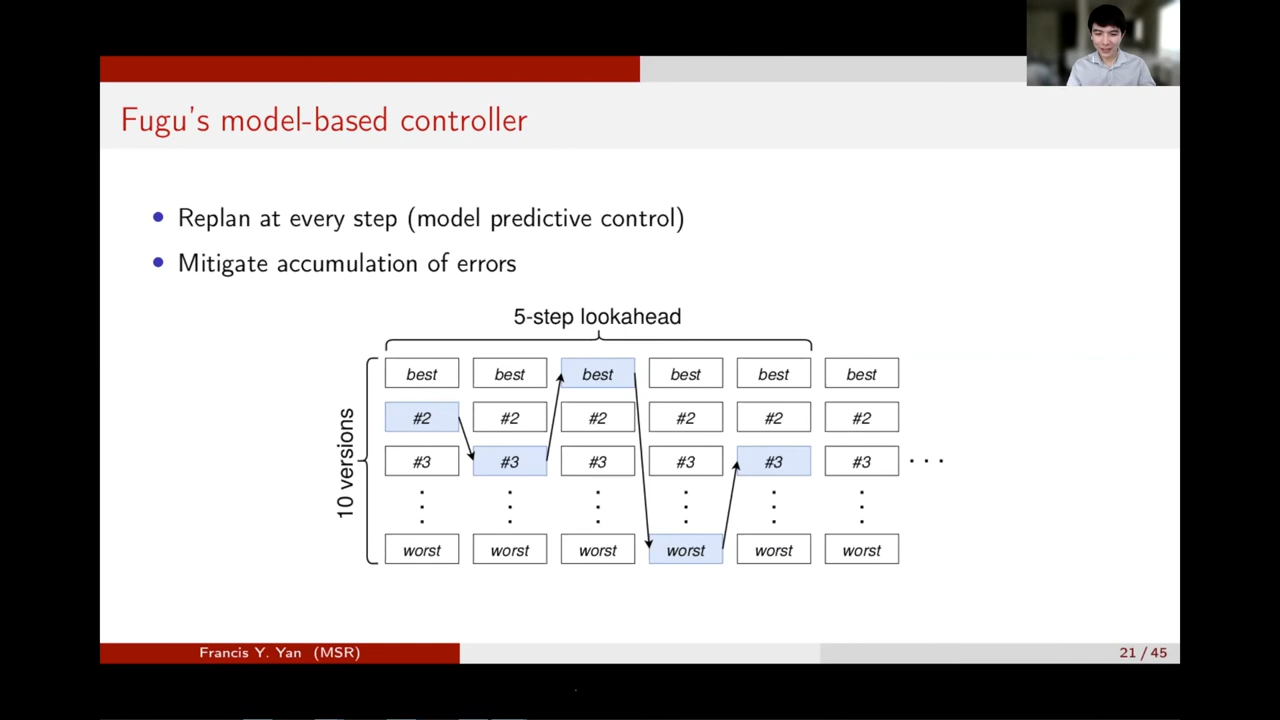 Fugu's model-based controller
• Replan at every step (model predictive control)
• Mitigate accumulation of errors
5-step lookahead
10 versions
best best best best best best
#2 #2 #2 #2 #2 #2
#3 #3 #3 #3 #3 #3 . . .
worst worst worst worst worst worst
Francis Y. Yan (MSR) 21 / 45